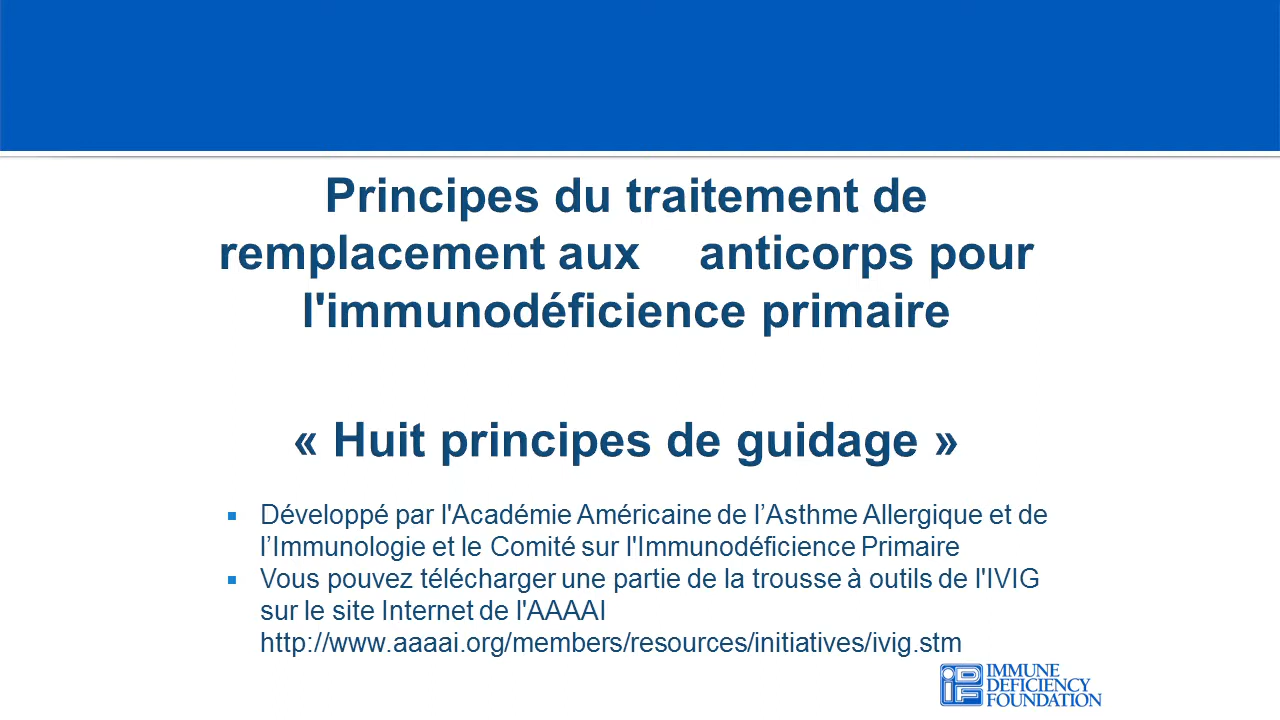 Principes du traitement de
remplacement aux anticorps pour
l'immunodéficience primaire
« Huit principes de guidage »
▪ Développé par l'Académie Américaine de l’Asthme Allergique et de
l’Immunologie et le Comité sur l'Immunodéficience Primaire
▪ Vous pouvez télécharger une partie de la trousse à outils de l'IVIG
sur le site Internet de l'AAAAI
http://www.aaaai.org/members/resources/initiatives/ivig.stm
IDF
IMMUNE
DEFICIENCY
FOUNDATION